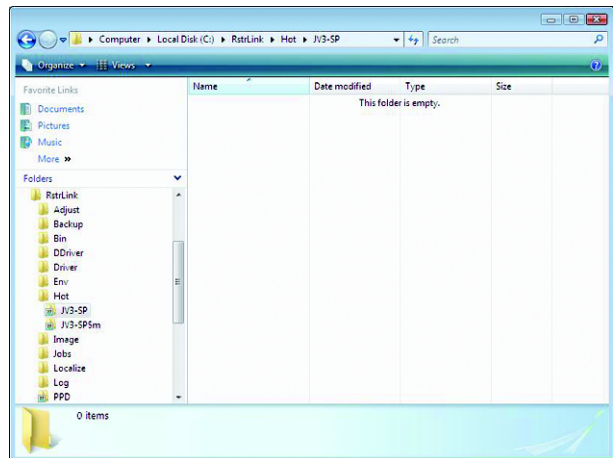 Computer ▸ Local Disk (C:) ▸ RstrLink ▸ Hot ▸ JV3-SP
Search
Organize Views
Favorite Links
Documents
Pictures
Music
More »
Folders
RstrLink
Adjust
Backup
Bin
DDriver
Driver
Env
Hot
JV3-SP
JV3-SPSm
Image
Jobs
Localize
Log
PPD
Name Date modified Type Size
This folder is empty.
0 items